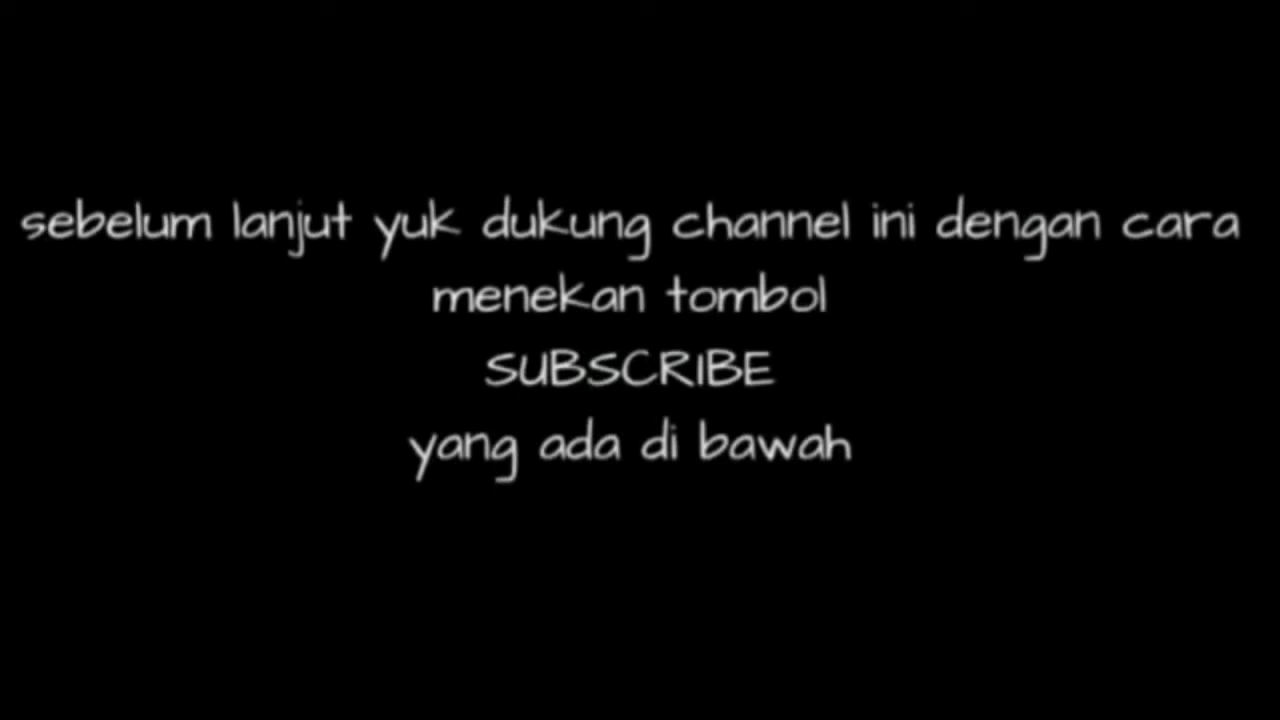 sebelum lanjut yuk dukung channel ini dengan cara
menekan tombol
SUBSCRIBE
yang ada di bawah